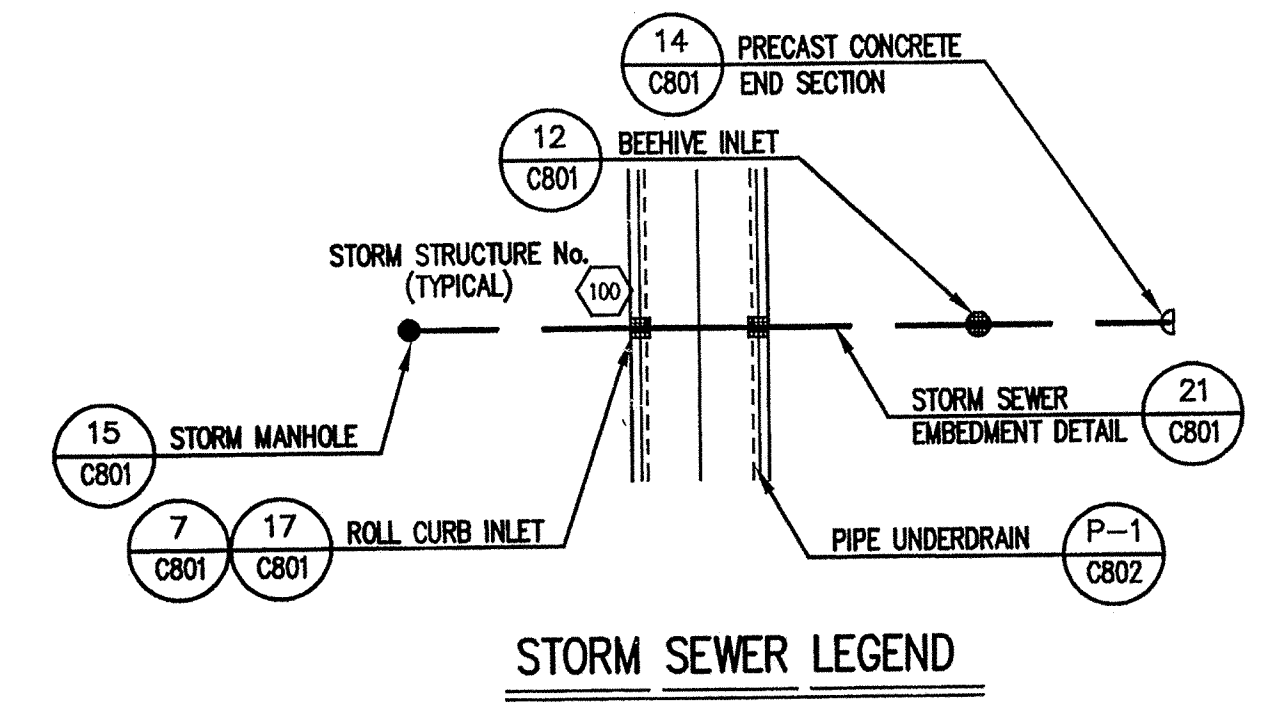 14
C801
PRECAST CONCRETE
END SECTION
12
C801
BEEHIVE INLET
STORM STRUCTURE No.
(TYPICAL)
100
15
C801
STORM MANHOLE
STORM SEWER
EMBEDMENT DETAIL
21
C801
7
C801
17
C801
ROLL CURB INLET
PIPE UNDERDRAIN
P-1
C802
STORM SEWER LEGEND